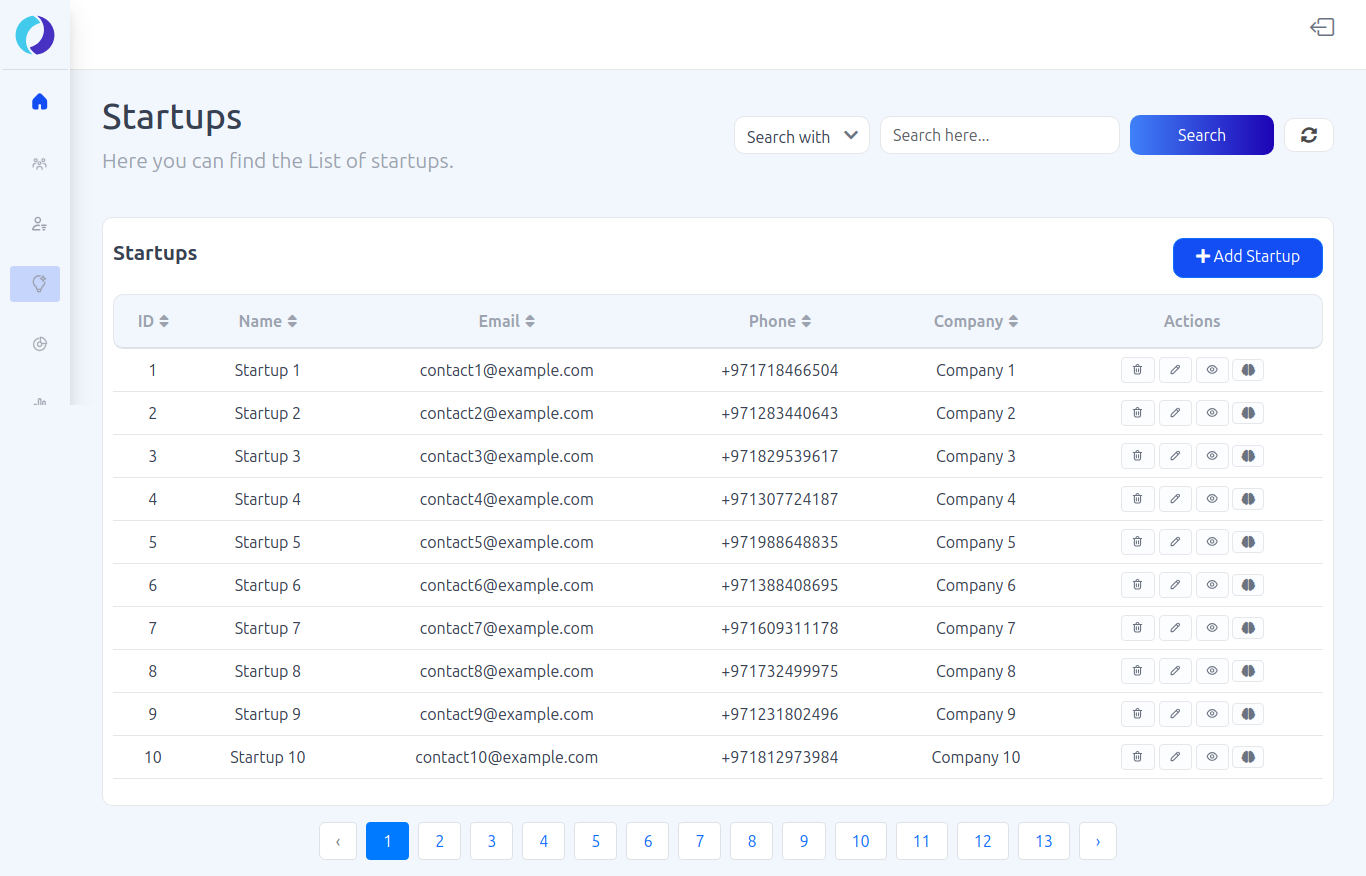 Startups
Here you can find the List of startups.
Search with
Search here...
Search
Startups
Add Startup
ID Name Email Phone Company Actions
1 Startup 1 contact1@example.com +971718466504 Company 1
2 Startup 2 contact2@example.com +971283440643 Company 2
3 Startup 3 contact3@example.com +971829539617 Company 3
4 Startup 4 contact4@example.com +971307724187 Company 4
5 Startup 5 contact5@example.com +971988648835 Company 5
6 Startup 6 contact6@example.com +971388408695 Company 6
7 Startup 7 contact7@example.com +971609311178 Company 7
8 Startup 8 contact8@example.com +971732499975 Company 8
9 Startup 9 contact9@example.com +971231802496 Company 9
10 Startup 10 contact10@example.com +971812973984 Company 10
‹ 1 2 3 4 5 6 7 8 9 10 11 12 13 ›